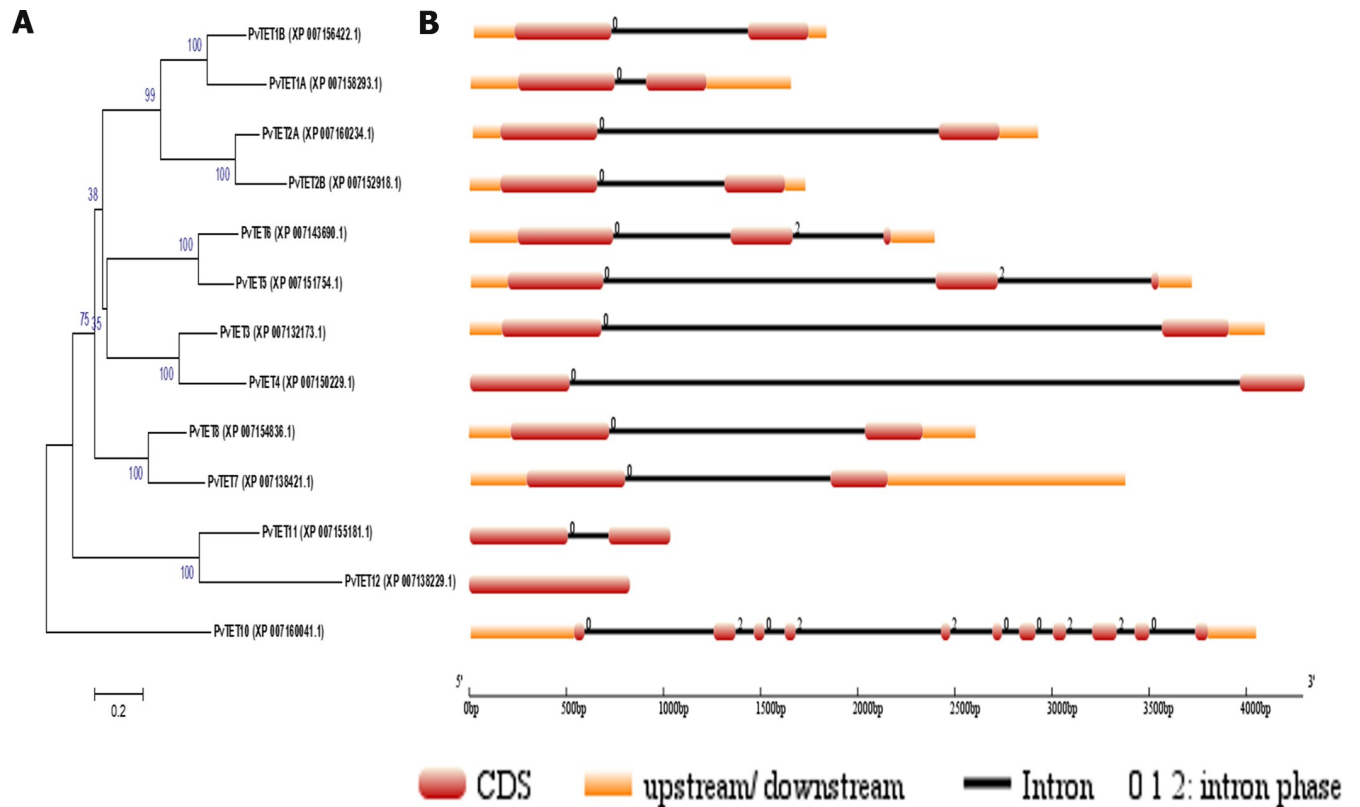 A
B
PvTET1B (XP 007156422.1)
0
100
PvTET1A (XP 007158293.1)
0
99
PvTET2A (XP 007160234.1)
0
100
PvTET2B (XP 007152918.1)
0
38
PvTET6 (XP 007143690.1)
0 2
100
PvTET5 (XP 007151754.1)
0 2
75 35
PvTET3 (XP 007132173.1)
0
100
PvTET4 (XP 007150229.1)
0
PvTET8 (XP 007154836.1)
0
100
PvTET7 (XP 007138421.1)
0
PvTET11 (XP 007155181.1)
0
100
PvTET12 (XP 007138229.1)
PvTET10 (XP 007160041.1)
0 2 0 2 2 0 0 2 2 0
0.2
5' 3'
0bp 500bp 1000bp 1500bp 2000bp 2500bp 3000bp 3500bp 4000bp
CDS upstream/ downstream Intron 0 1 2: intron phase